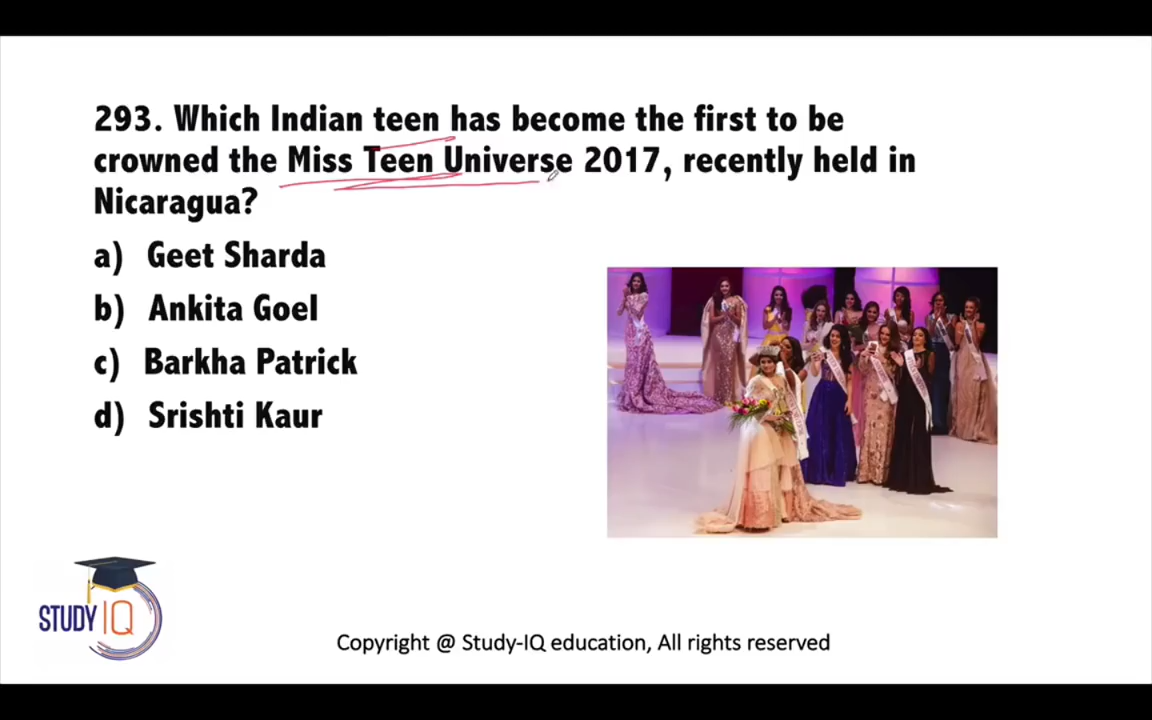 293. Which Indian teen has become the first to be
crowned the Miss Teen Universe 2017, recently held in
Nicaragua?
a) Geet Sharda
b) Ankita Goel
c) Barkha Patrick
d) Srishti Kaur
STUDY IQ
Copyright @ Study-IQ education, All rights reserved